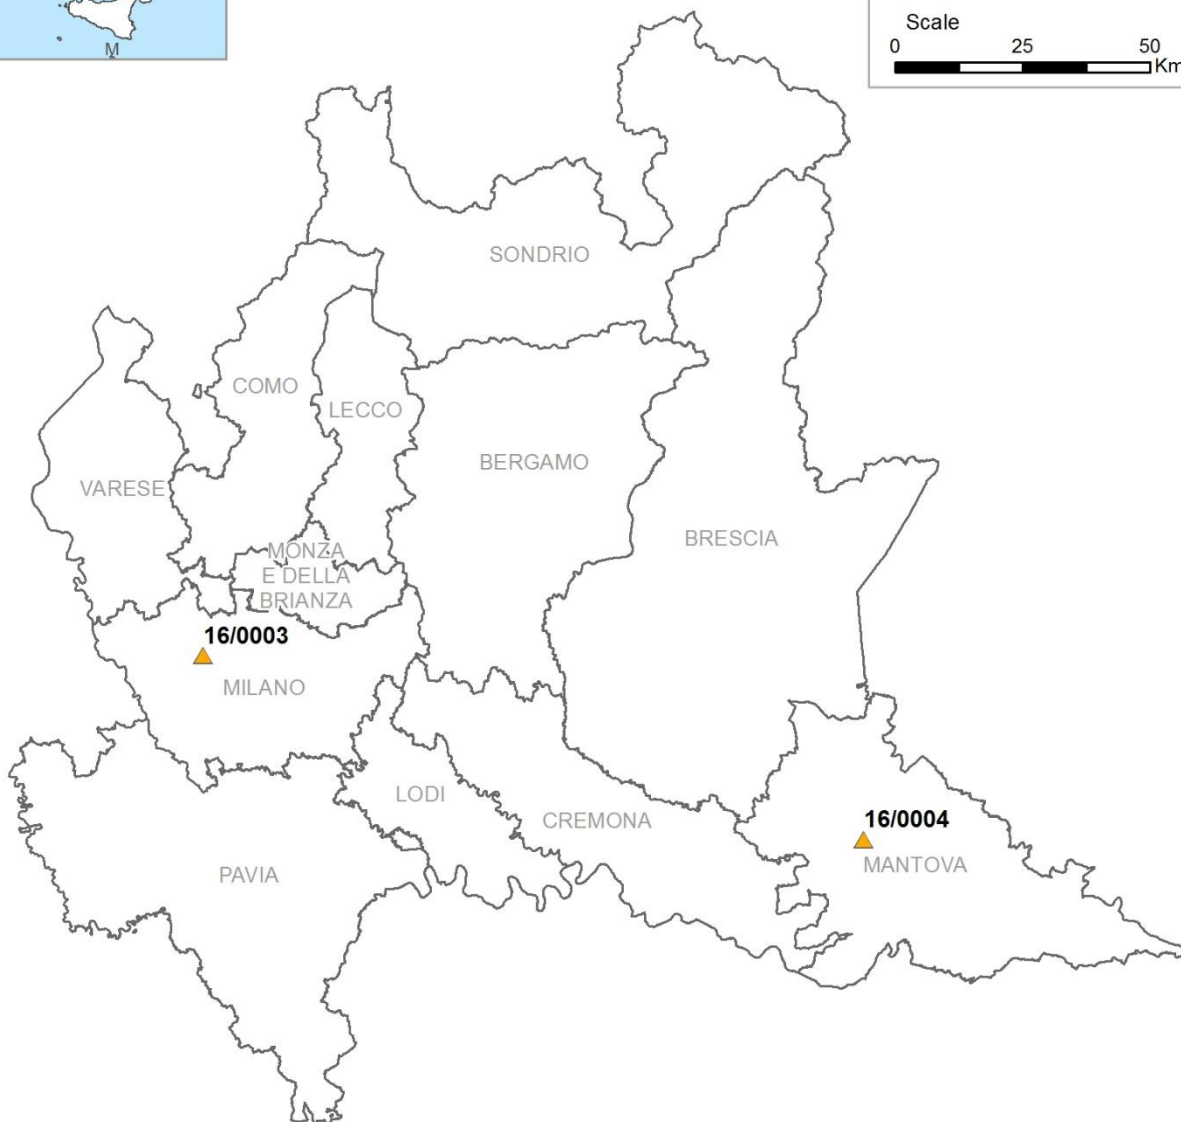 M
Scale
0 25 50
Km
SONDRIO
COMO
LECCO
BERGAMO
VARESE
BRESCIA
MONZA
E DELLA
BRIANZA
16/0003
MILANO
LODI
CREMONA
16/0004
MANTOVA
PAVIA